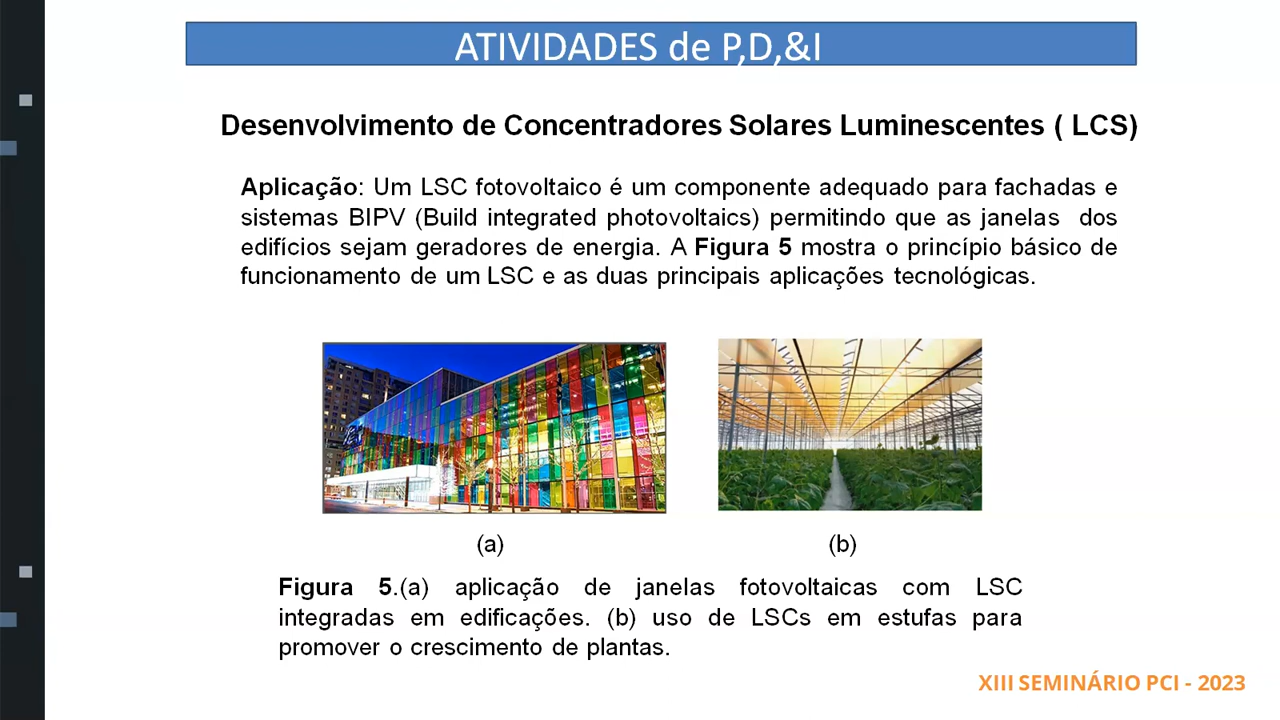 ATIVIDADES de P,D,&I
Desenvolvimento de Concentradores Solares Luminescentes ( LCS)
Aplicação: Um LSC fotovoltaico é um componente adequado para fachadas e
sistemas BIPV (Build integrated photovoltaics) permitindo que as janelas dos
edifícios sejam geradores de energia. A Figura 5 mostra o princípio básico de
funcionamento de um LSC e as duas principais aplicações tecnológicas.
(a)
(b)
Figura 5.(a) aplicação de janelas fotovoltaicas com LSC
integradas em edificações. (b) uso de LSCs em estufas para
promover o crescimento de plantas.
XIII SEMINÁRIO PCI - 2023